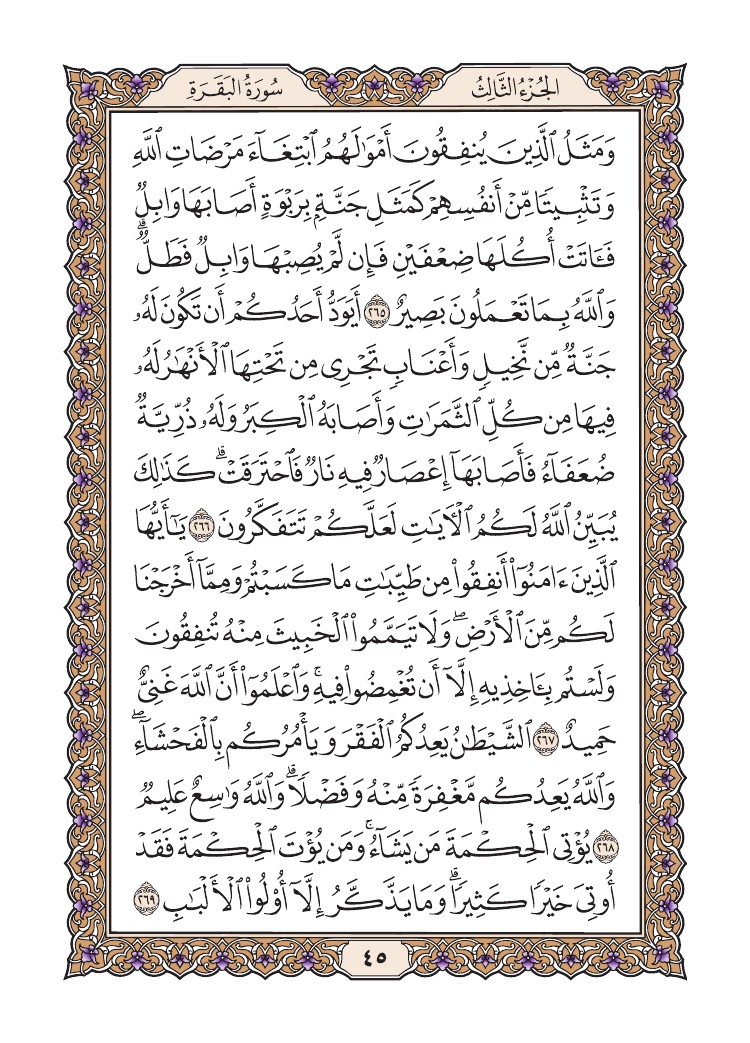 الجُزْءُ الثَّالِثُ
سُورَةُ البَقَرَةِ
وَمَثَلُ ٱلَّذِينَ يُنفِقُونَ أَمۡوَٰلَهُمُ ٱبۡتِغَآءَ مَرۡضَاتِ ٱللَّهِ
وَتَثۡبِيتٗا مِّنۡ أَنفُسِهِمۡ كَمَثَلِ جَنَّةِۭ بِرَبۡوَةٍ أَصَابَهَا وَابِلٞ
فَـَٔاتَتۡ أُكُلَهَا ضِعۡفَيۡنِ فَإِن لَّمۡ يُصِبۡهَا وَابِلٞ فَطَلّٞۗ
وَٱللَّهُ بِمَا تَعۡمَلُونَ بَصِيرٌ ٢٦٥ أَيَوَدُّ أَحَدُكُمۡ أَن تَكُونَ لَهُۥ
جَنَّةٞ مِّن نَّخِيلٖ وَأَعۡنَابٖ تَجۡرِي مِن تَحۡتِهَا ٱلۡأَنۡهَٰرُ لَهُۥ
فِيهَا مِن كُلِّ ٱلثَّمَرَٰتِ وَأَصَابَهُ ٱلۡكِبَرُ وَلَهُۥ ذُرِّيَّةٞ
ضُعَفَآءُ فَأَصَابَهَآ إِعۡصَارٞ فِيهِ نَارٞ فَٱحۡتَرَقَتۡۗ كَذَٰلِكَ
يُبَيِّنُ ٱللَّهُ لَكُمُ ٱلۡأٓيَٰتِ لَعَلَّكُمۡ تَتَفَكَّرُونَ ٢٦٦ يَٰٓأَيُّهَا
ٱلَّذِينَ ءَامَنُوٓاْ أَنفِقُواْ مِن طَيِّبَٰتِ مَا كَسَبۡتُمۡ وَمِمَّآ أَخۡرَجۡنَا
لَكُم مِّنَ ٱلۡأَرۡضِۖ وَلَا تَيَمَّمُواْ ٱلۡخَبِيثَ مِنۡهُ تُنفِقُونَ
وَلَسۡتُم بِـَٔاخِذِيهِ إِلَّآ أَن تُغۡمِضُواْ فِيهِۚ وَٱعۡلَمُوٓاْ أَنَّ ٱللَّهَ غَنِيٌّ
حَمِيدٌ ٢٦٧ ٱلشَّيۡطَٰنُ يَعِدُكُمُ ٱلۡفَقۡرَ وَيَأۡمُرُكُم بِٱلۡفَحۡشَآءِۖ
وَٱللَّهُ يَعِدُكُم مَّغۡفِرَةٗ مِّنۡهُ وَفَضۡلٗاۗ وَٱللَّهُ وَٰسِعٌ عَلِيمٞ
٢٦٨ يُؤۡتِي ٱلۡحِكۡمَةَ مَن يَشَآءُۚ وَمَن يُؤۡتَ ٱلۡحِكۡمَةَ فَقَدۡ
أُوتِيَ خَيۡرٗا كَثِيرٗاۗ وَمَا يَذَّكَّرُ إِلَّآ أُوْلُواْ ٱلۡأَلۡبَٰبِ ٢٦٩
٤٥